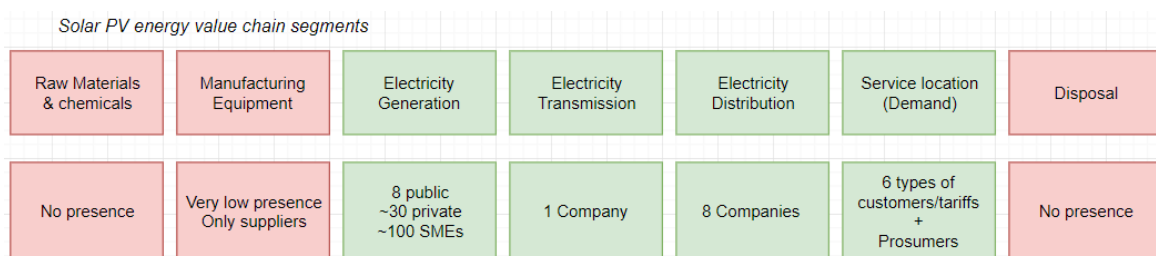 Solar PV energy value chain segments
Raw Materials
& chemicals
Manufacturing
Equipment
Electricity
Generation
Electricity
Transmission
Electricity
Distribution
Service location
(Demand)
Disposal
No presence
Very low presence
Only suppliers
8 public
~30 private
~100 SMEs
1 Company
8 Companies
6 types of
customers/tariffs
+
Prosumers
No presence